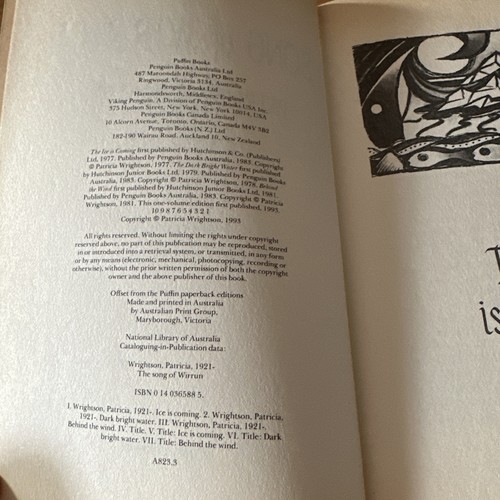 Puffin Books
Penguin Books Australia Ltd
487 Maroondah Highway, PO Box 257
Ringwood, Victoria 3134, Australia
Penguin Books Ltd
Harmondsworth, Middlesex, England
Viking Penguin, A Division of Penguin Books USA Inc.
375 Hudson Street, New York, New York 10014, USA
Penguin Books Canada Limited
10 Alcorn Avenue, Toronto, Ontario, Canada M4V 3B2
Penguin Books (N.Z.) Ltd
182-190 Wairau Road, Auckland 10, New Zealand
The Ice is Coming first published by Hutchinson & Co. (Publishers)
Ltd, 1977. Published by Penguin Books Australia, 1983. Copyright
© Patricia Wrightson, 1977. The Dark Bright Water first published
by Hutchinson Junior Books Ltd, 1979. Published by Penguin Books
Australia, 1983. Copyright © Patricia Wrightson, 1978. Behind
the Wind first published by Hutchinson Junior Books Ltd, 1981.
Published by Penguin Books Australia, 1983. Copyright © Patricia
Wrightson, 1981. This one-volume edition first published, 1993.
10 9 8 7 6 5 4 3 2 1
Copyright © Patricia Wrightson, 1993
All rights reserved. Without limiting the rights under copyright
reserved above, no part of this publication may be reproduced, stored
in or introduced into a retrieval system, or transmitted, in any form
or by any means (electronic, mechanical, photocopying, recording or
otherwise), without the prior written permission of both the copyright
owner and the above publisher of this book.
Offset from the Puffin paperback editions
Made and printed in Australia
by Australian Print Group,
Maryborough, Victoria
National Library of Australia
Cataloguing-in-Publication data:
Wrightson, Patricia, 1921-
The song of Wirrun
ISBN 0 14 036588 5.
I. Wrightson, Patricia, 1921-. Ice is coming. 2. Wrightson, Patricia,
1921-. Dark bright water. III. Wrightson, Patricia, 1921-.
Behind the wind. IV. Title. V. Title: Ice is coming. VI. Title: Dark
bright water. VII. Title: Behind the wind.
A823.3
is